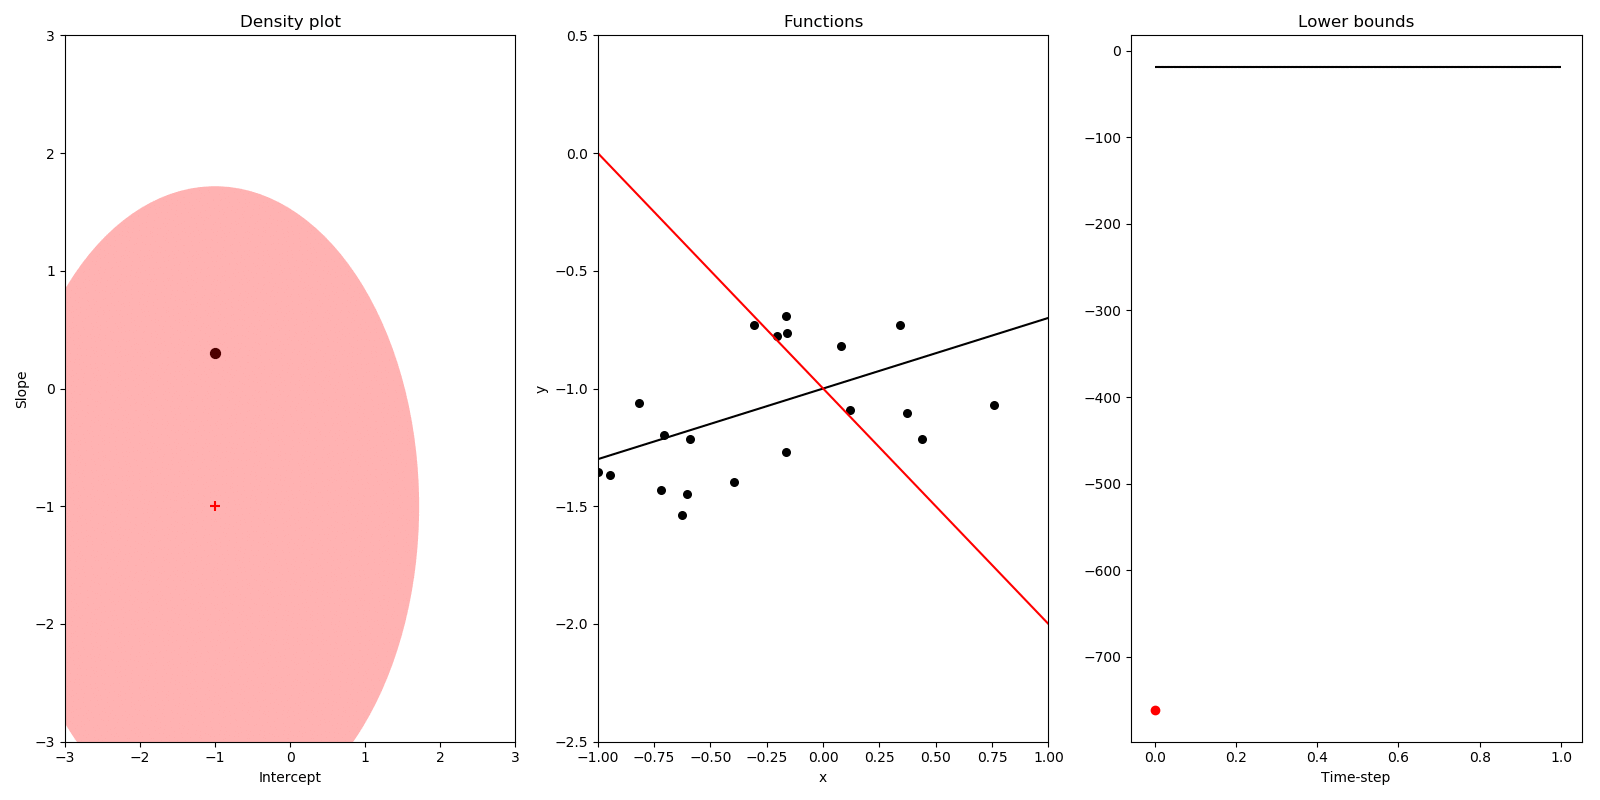 Density plot
3
2
1
0
−1
−2
−3
Slope
−3 −2 −1 0 1 2 3
Intercept
Functions
0.5
0.0
−0.5
−1.0
−1.5
−2.0
−2.5
y
−1.00 −0.75 −0.50 −0.25 0.00 0.25 0.50 0.75 1.00
x
Lower bounds
0
−100
−200
−300
−400
−500
−600
−700
0.0 0.2 0.4 0.6 0.8 1.0
Time-step